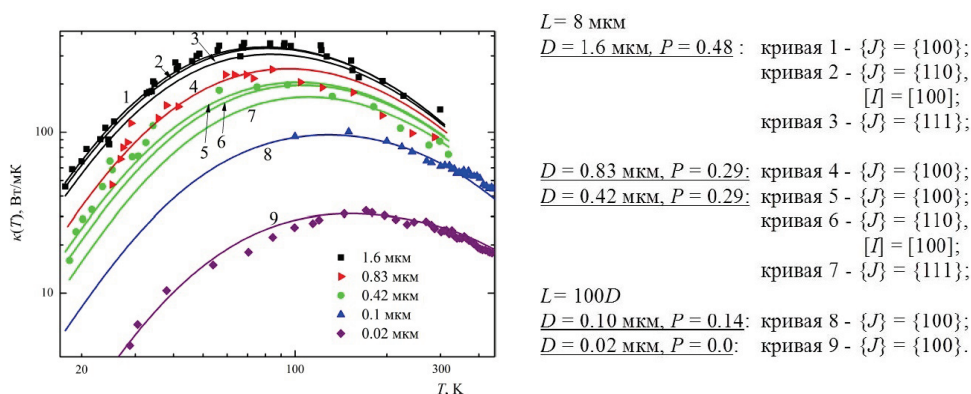 κ(T), Вт/мК
100
10
1
2
3
4
5
6
7
8
9
1.6 мкм
0.83 мкм
0.42 мкм
0.1 мкм
0.02 мкм
20
100
300
T, K
L = 8 мкм
D = 1.6 мкм, P = 0.48 : кривая 1 - {J} = {100};
кривая 2 - {J} = {110},
[I] = [100];
кривая 3 - {J} = {111};
D = 0.83 мкм, P = 0.29: кривая 4 - {J} = {100};
D = 0.42 мкм, P = 0.29: кривая 5 - {J} = {100};
кривая 6 - {J} = {110},
[I] = [100];
кривая 7 - {J} = {111};
L = 100D
D = 0.10 мкм, P = 0.14: кривая 8 - {J} = {100};
D = 0.02 мкм, P = 0.0: кривая 9 - {J} = {100}.